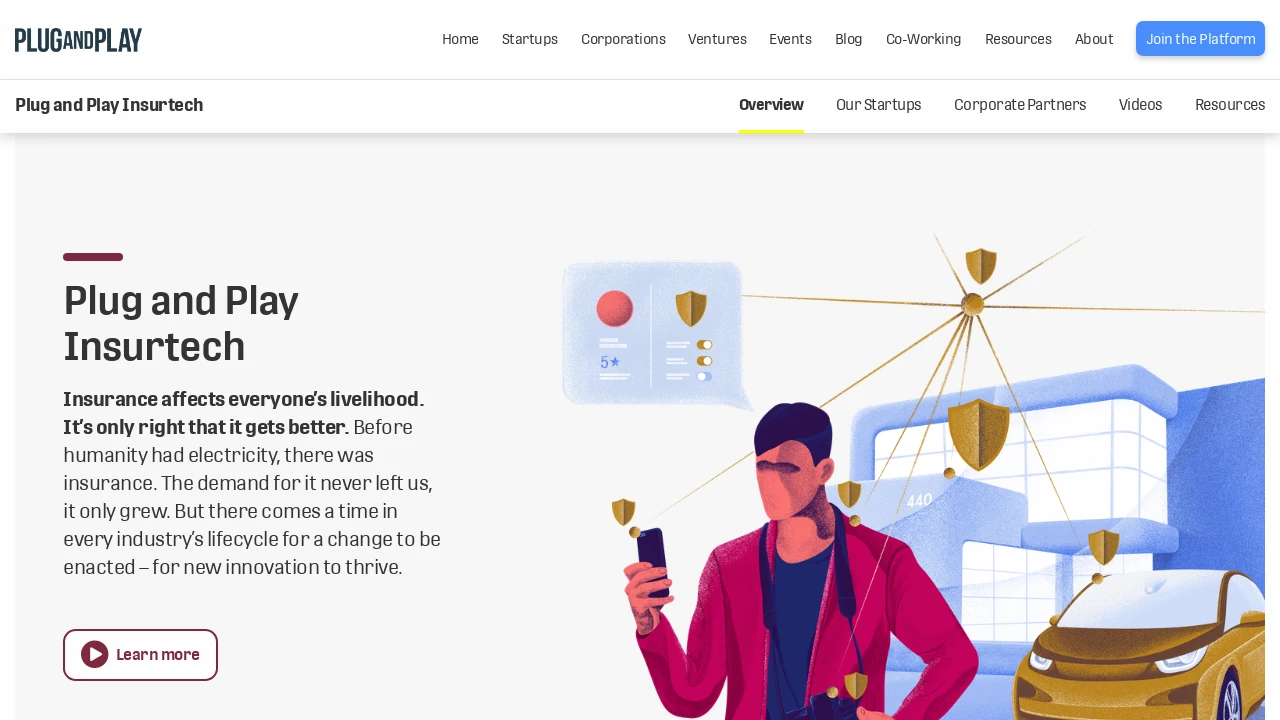 PLUGANDPLAY
Home Startups Corporations Ventures Events Blog Co-Working Resources About Join the Platform
Plug and Play Insurtech
Overview Our Startups Corporate Partners Videos Resources
Plug and Play
Insurtech
Insurance affects everyone's livelihood.
It's only right that it gets better. Before
humanity had electricity, there was
insurance. The demand for it never left us,
it only grew. But there comes a time in
every industry's lifecycle for a change to be
enacted – for new innovation to thrive.
Learn more
5★
440